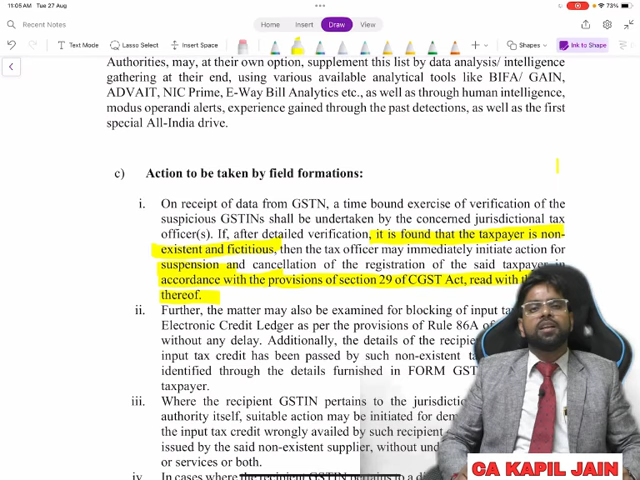 11:05 AM Tue 27 Aug
73%
Recent Notes
Home Insert Draw View
Text Mode Lasso Select Insert Space Shapes Ink to Shape
Authorities, may, at their own option, supplement this list by data analysis/ intelligence
gathering at their end, using various available analytical tools like BIFA/ GAIN,
ADVAIT, NIC Prime, E-Way Bill Analytics etc., as well as through human intelligence,
modus operandi alerts, experience gained through the past detections, as well as the first
special All-India drive.
c) Action to be taken by field formations:
i. On receipt of data from GSTN, a time bound exercise of verification of the
suspicious GSTINs shall be undertaken by the concerned jurisdictional tax
officer(s). If, after detailed verification, it is found that the taxpayer is non-
existent and fictitious, then the tax officer may immediately initiate action for
suspension and cancellation of the registration of the said taxpayer in
accordance with the provisions of section 29 of CGST Act, read with the
thereof.
ii. Further, the matter may also be examined for blocking of input
Electronic Credit Ledger as per the provisions of Rule 86A of
without any delay. Additionally, the details of the
input tax credit has been passed by such non-existent
identified through the details furnished in FORM
taxpayer.
iii. Where the recipient GSTIN pertains to the
authority itself, suitable action may be initiated for
the input tax credit wrongly availed by such recipient
issued by the said non-existent supplier, without
or services or both.
iv. In cases where the recipient GSTIN pertains to a
CA KAPIL JAIN